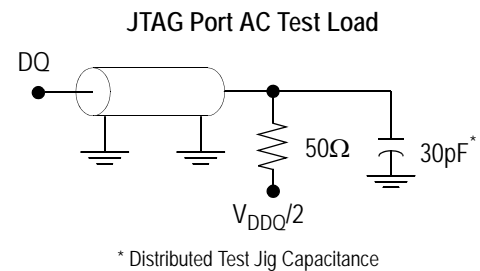 JTAG Port AC Test Load
DQ
50Ω
30pF*
VDDQ/2
* Distributed Test Jig Capacitance